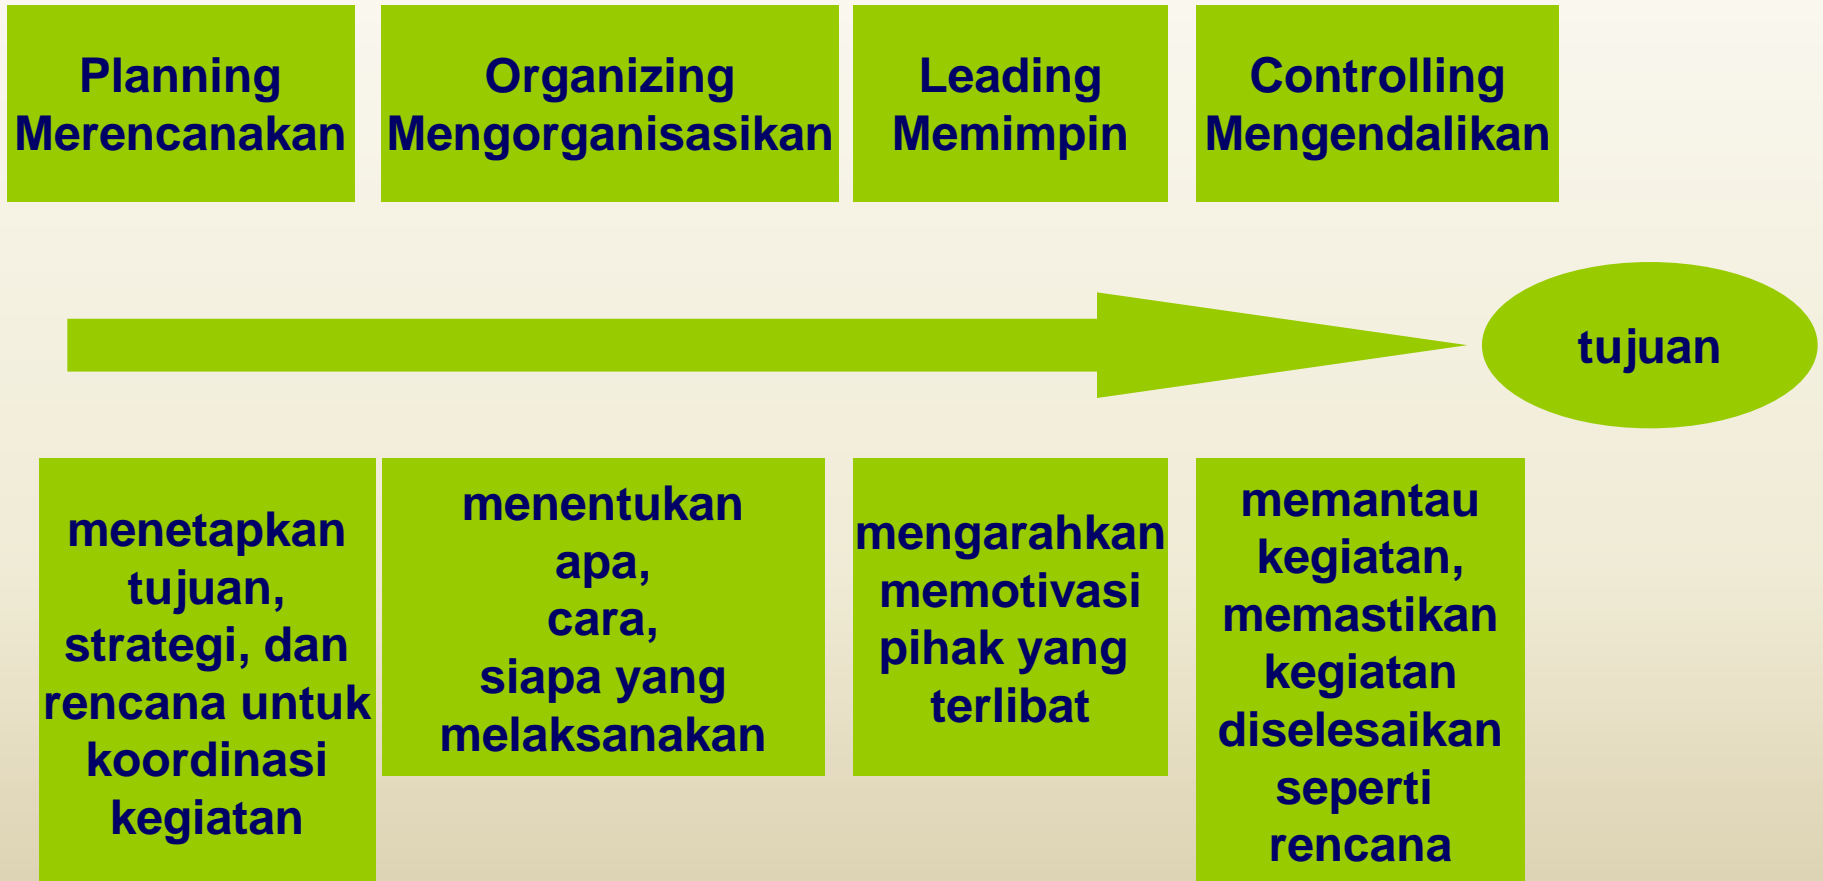 Planning
Merencanakan
Organizing
Mengorganisasikan
Leading
Memimpin
Controlling
Mengendalikan
tujuan
menetapkan
tujuan,
strategi, dan
rencana untuk
koordinasi
kegiatan
menentukan
apa,
cara,
siapa yang
melaksanakan
mengarahkan
memotivasi
pihak yang
terlibat
memantau
kegiatan,
memastikan
kegiatan
diselesaikan
seperti
rencana